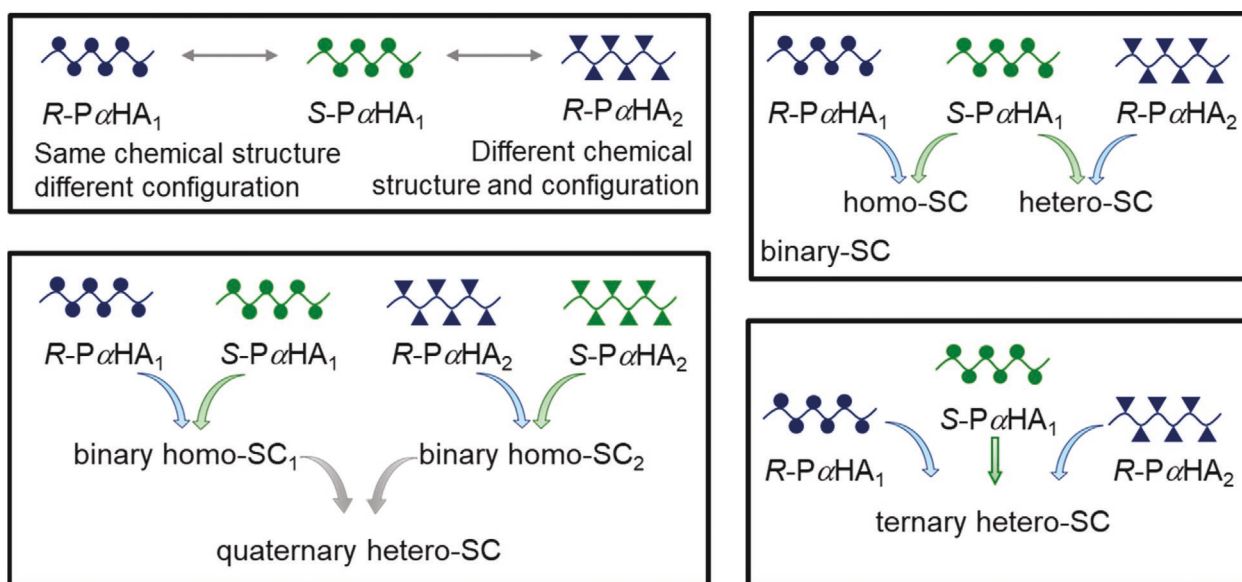 R-PαHA₁
S-PαHA₁
R-PαHA₂
Same chemical structure
different configuration
Different chemical
structure and configuration
R-PαHA₁
S-PαHA₁
R-PαHA₂
homo-SC
hetero-SC
binary-SC
R-PαHA₁
S-PαHA₁
R-PαHA₂
S-PαHA₂
binary homo-SC₁
binary homo-SC₂
quaternary hetero-SC
S-PαHA₁
R-PαHA₁
R-PαHA₂
ternary hetero-SC